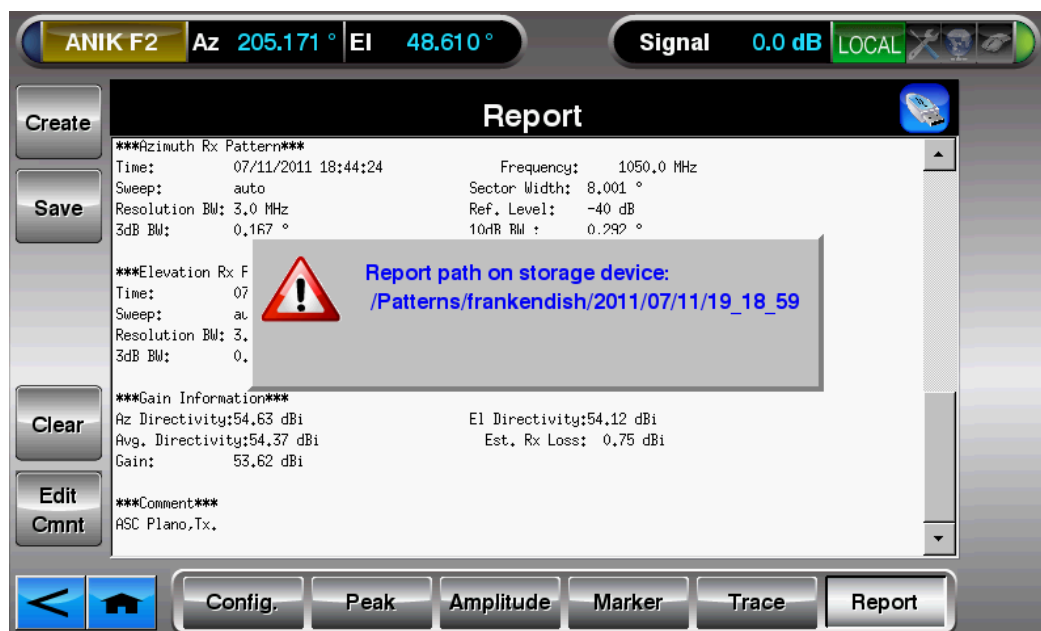 ANIK F2 Az 205.171 ° El 48.610 ° Signal 0.0 dB LOCAL
Create
Report
***Azimuth Rx Pattern***
Time: 07/11/2011 18:44:24 Frequency: 1050.0 MHz
Sweep: auto Sector Width: 8.001 °
Save
Resolution BW: 3.0 MHz Ref. Level: -40 dB
3dB BW: 0.167 ° 10dB BW : 0.292 °
Report path on storage device:
/Patterns/frankendish/2011/07/11/19_18_59
***Elevation Rx
Time: 07
Sweep:
Resolution BW: 3.
3dB BW: 0.
***Gain Information***
Clear
Az Directivity:54.63 dBi El Directivity:54.12 dBi
Avg. Directivity:54.37 dBi Est. Rx Loss: 0.75 dBi
Gain: 53.62 dBi
Edit
Cmnt
***Comment***
ASC Plano,Tx.
< Config. Peak Amplitude Marker Trace Report